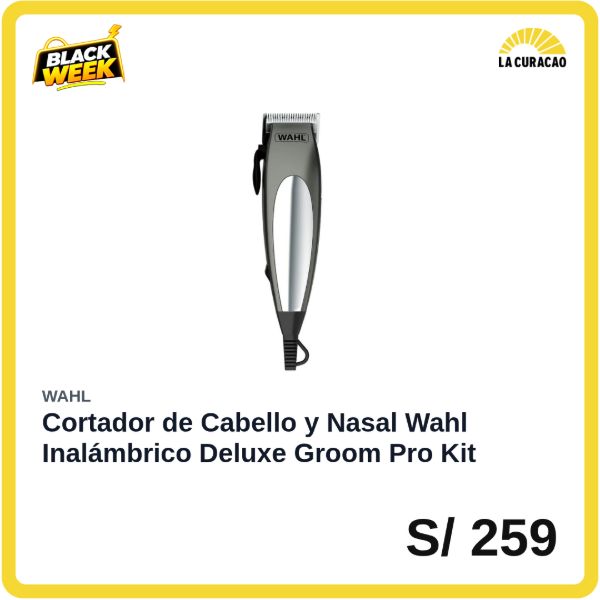 BLACK
WEEK
LA CURACAO
WAHL
WAHL
Cortador de Cabello y Nasal Wahl
Inalámbrico Deluxe Groom Pro Kit
S/ 259